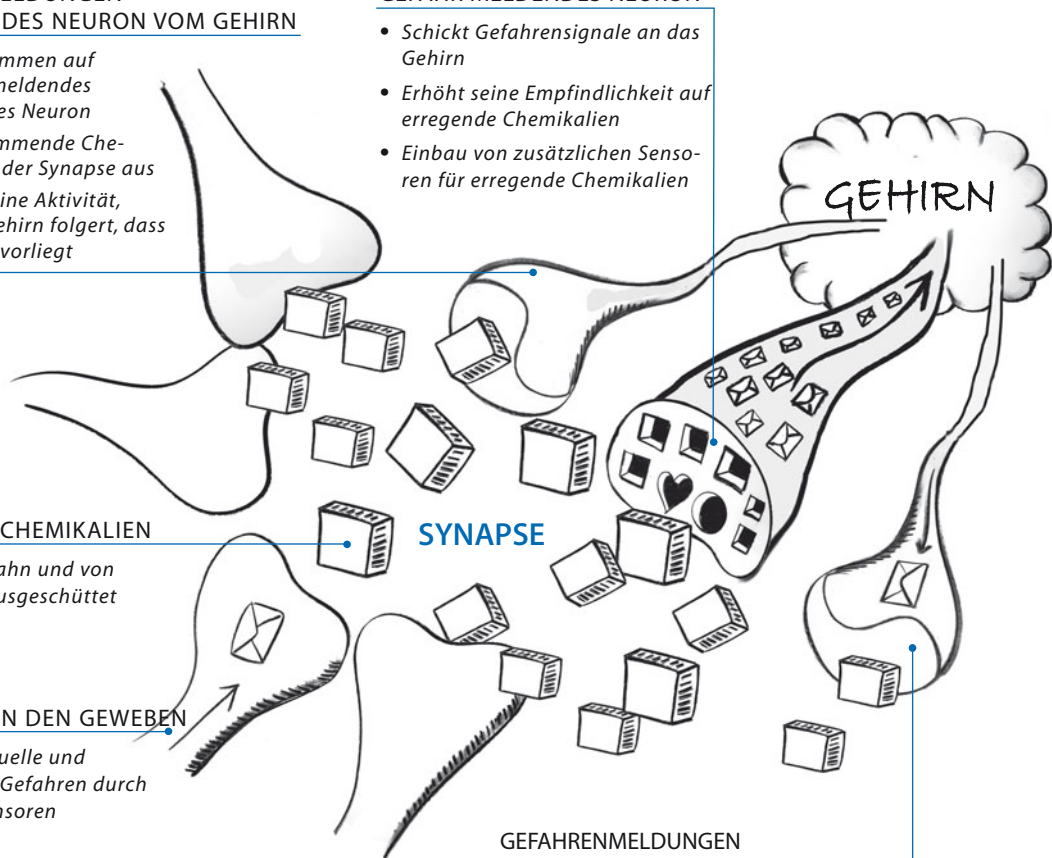 DES NEURON VOM GEHIRN
mmen auf
neldendes
es Neuron
mmende Che-
der Synapse aus
ine Aktivität,
ehirn folgert, dass
vorliegt
• Schickt Gefahrensignale an das
Gehirn
• Erhöht seine Empfindlichkeit auf
erregende Chemikalien
• Einbau von zusätzlichen Senso-
ren für erregende Chemikalien
GEHIRN
SYNAPSE
CHEMIKALIEN
ahn und von
usgeschüttet
N DEN GEWEBEN
uelle und
Gefahren durch
nsoren
GEFAHRENMELDUNGEN